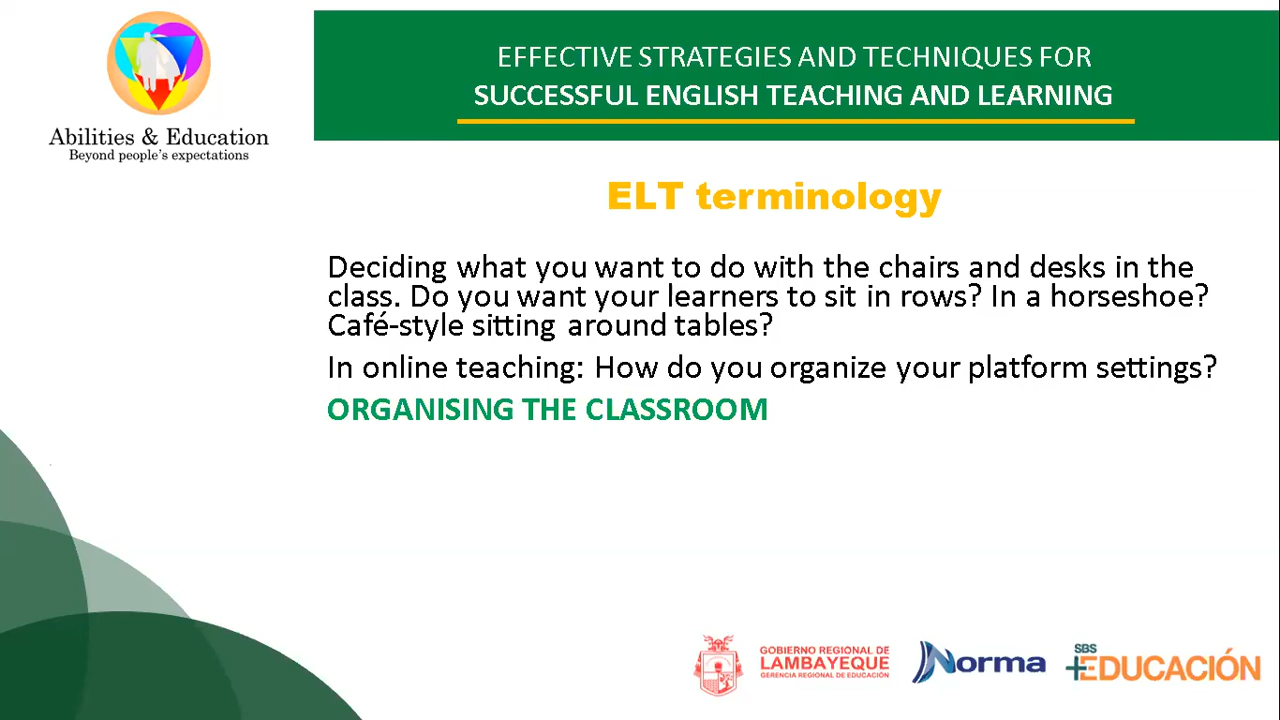 Abilities & Education
Beyond people's expectations
EFFECTIVE STRATEGIES AND TECHNIQUES FOR
SUCCESSFUL ENGLISH TEACHING AND LEARNING
ELT terminology
Deciding what you want to do with the chairs and desks in the
class. Do you want your learners to sit in rows? In a horseshoe?
Café-style sitting around tables?
In online teaching: How do you organize your platform settings?
ORGANISING THE CLASSROOM
GOBIERNO REGIONAL DE
LAMBAYEQUE
GERENCIA REGIONAL DE EDUCACIÓN
Norma
SBS
+EDUCACIÓN